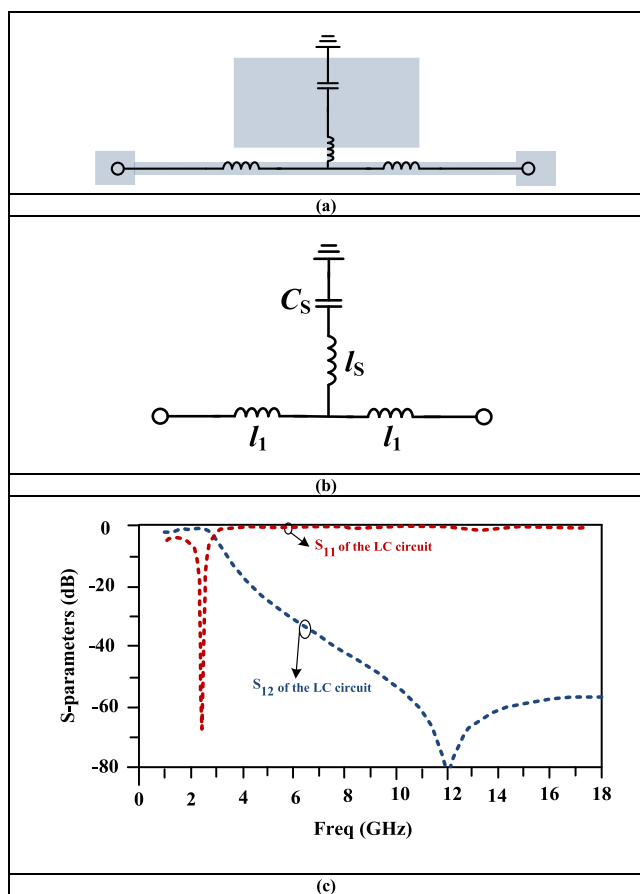 (a)
C_S
l_S
l_1 l_1
(b)
0
-20
-40
-60
-80
S-parameters (dB)
S_11 of the LC circuit
S_12 of the LC circuit
0 2 4 6 8 10 12 14 16 18
Freq (GHz)
(c)